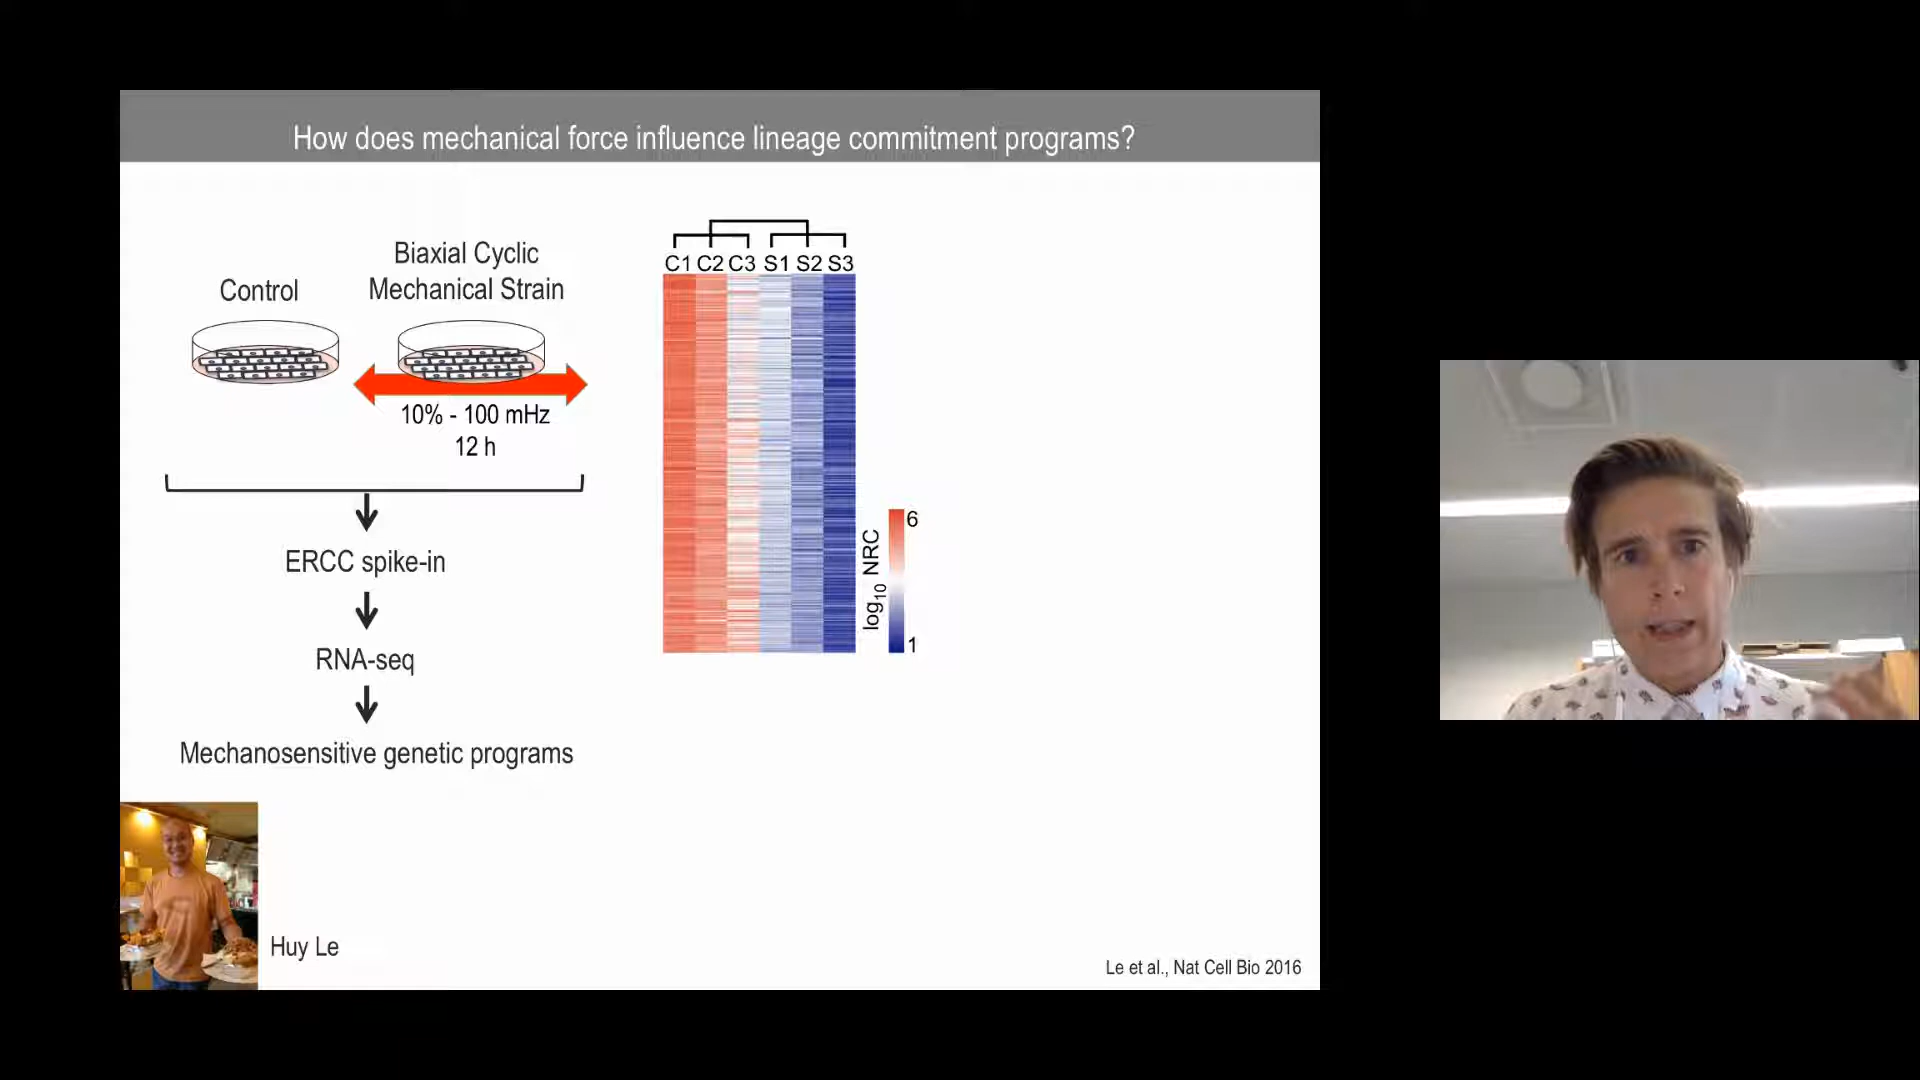 How does mechanical force influence lineage commitment programs?
Control
Biaxial Cyclic
Mechanical Strain
10% - 100 mHz
12 h
ERCC spike-in
RNA-seq
Mechanosensitive genetic programs
C1 C2 C3 S1 S2 S3
log10 NRC
6
1
Huy Le
Le et al., Nat Cell Bio 2016